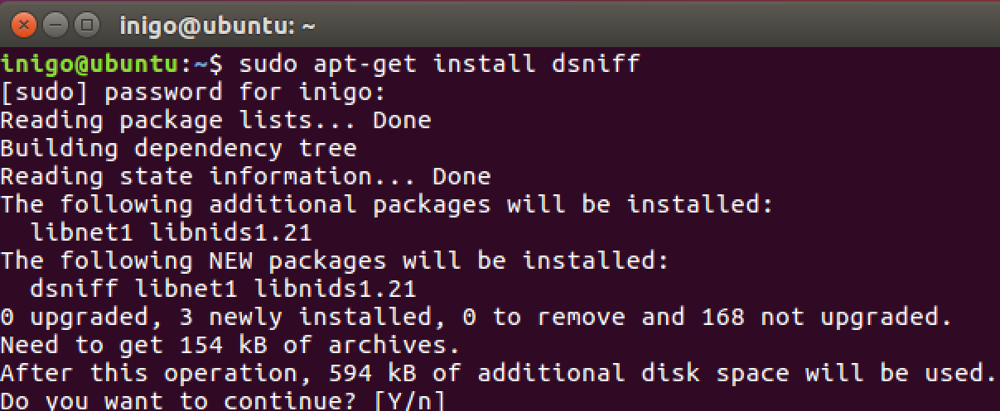 inigo@ubuntu: ~
inigo@ubuntu:~$ sudo apt-get install dsniff
[sudo] password for inigo:
Reading package lists... Done
Building dependency tree
Reading state information... Done
The following additional packages will be installed:
  libnet1 libnids1.21
The following NEW packages will be installed:
  dsniff libnet1 libnids1.21
0 upgraded, 3 newly installed, 0 to remove and 168 not upgraded.
Need to get 154 kB of archives.
After this operation, 594 kB of additional disk space will be used.
Do you want to continue? [Y/n]